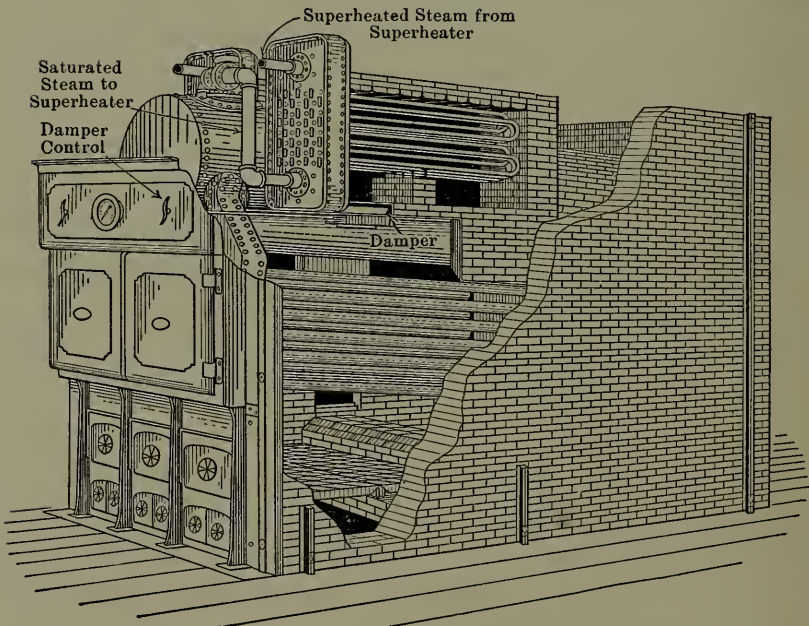 Superheated Steam from
Superheater
Saturated
Steam to
Superheater
Damper
Control
Damper